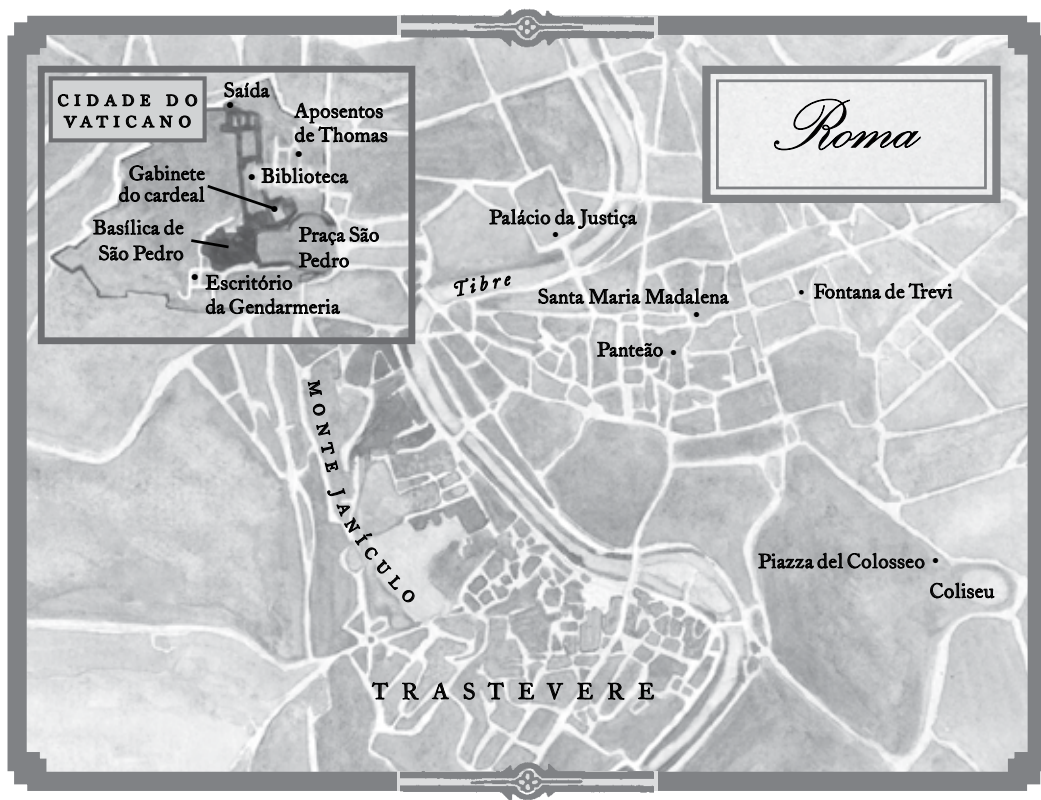 CIDADE DO
VATICANO
Saída
Aposentos
de Thomas
Gabinete
do cardeal
Biblioteca
Basílica de
São Pedro
Praça São
Pedro
Escritório
da Gendarmeria
Roma
Palácio da Justiça
Tibre
Santa Maria Madalena
Fontana de Trevi
Panteão
MONTE JANÍCULO
Piazza del Colosseo
Coliseu
TRASTEVERE